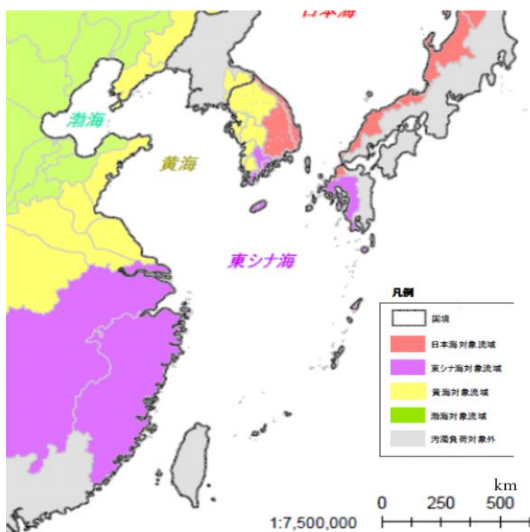 日本海
渤海
黄海
東シナ海
凡例
国境
日本海対象流域
東シナ海対象流域
黄海対象流域
渤海対象流域
汚濁負荷対象外
km
0 250 500
1:7,500,000